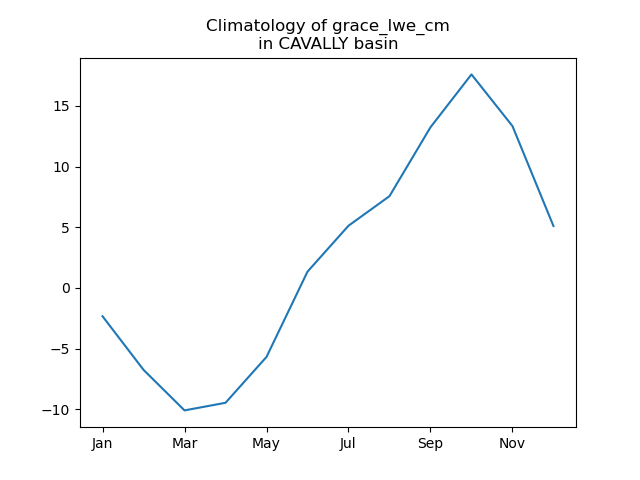 Climatology of grace_lwe_cm
in CAVALLY basin
15
10
5
0
−5
−10
Jan
Mar
May
Jul
Sep
Nov